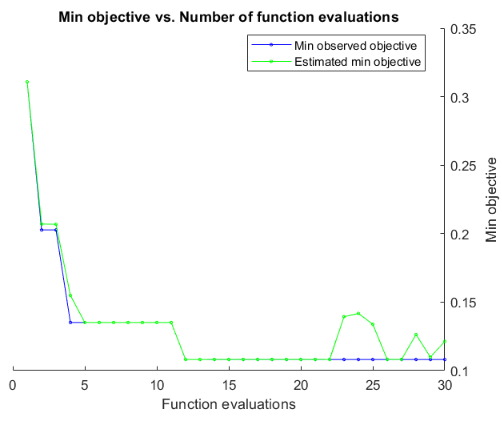 Min objective vs. Number of function evaluations
Min observed objective
Estimated min objective
0.35
0.3
0.25
0.2
0.15
0.1
Min objective
0 5 10 15 20 25 30
Function evaluations